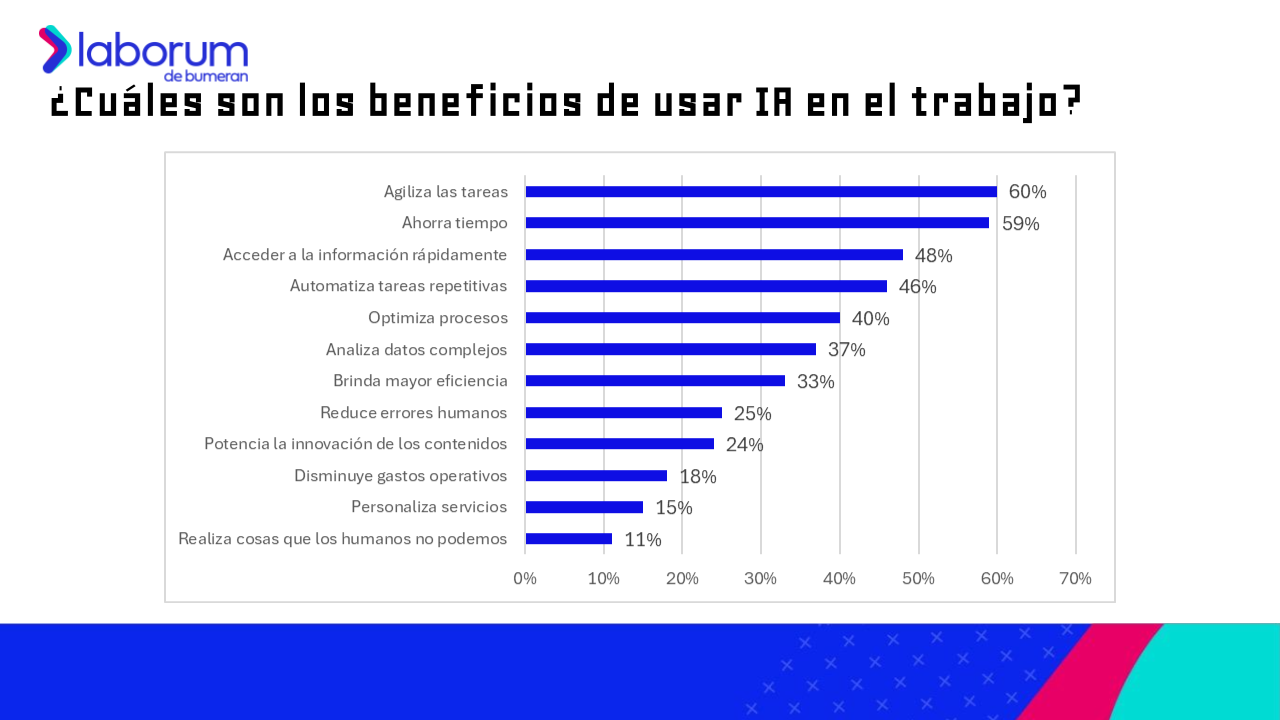 laborum
de bumeran
¿Cuáles son los beneficios de usar IA en el trabajo?
Agiliza las tareas 60%
Ahorra tiempo 59%
Acceder a la información rápidamente 48%
Automatiza tareas repetitivas 46%
Optimiza procesos 40%
Analiza datos complejos 37%
Brinda mayor eficiencia 33%
Reduce errores humanos 25%
Potencia la innovación de los contenidos 24%
Disminuye gastos operativos 18%
Personaliza servicios 15%
Realiza cosas que los humanos no podemos 11%
0% 10% 20% 30% 40% 50% 60% 70%